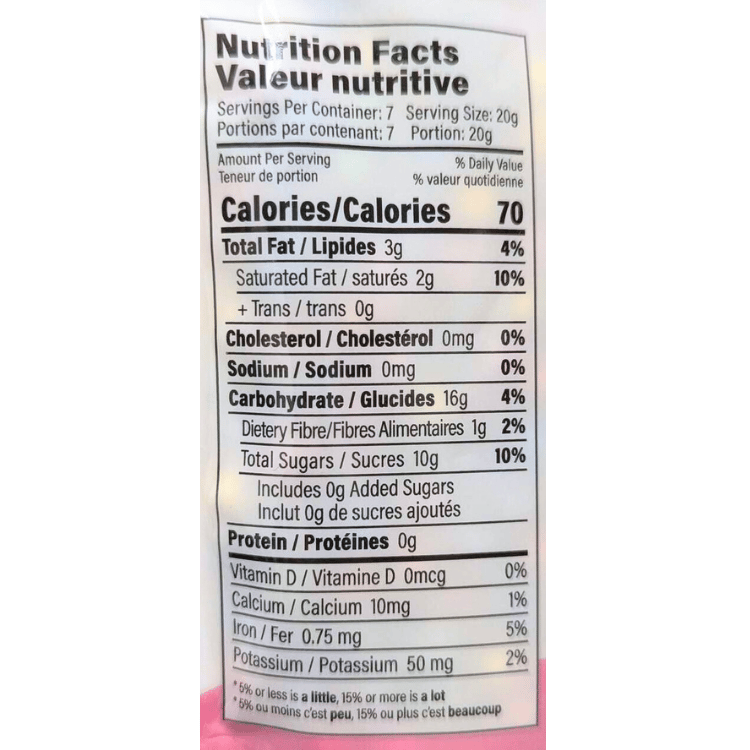 Nutrition Facts
Valeur nutritive
Servings Per Container: 7 Serving Size: 20g
Portions par contenant: 7 Portion: 20g
Amount Per Serving % Daily Value
Teneur de portion % valeur quotidienne
Calories/Calories 70
Total Fat / Lipides 3g 4%
Saturated Fat / saturés 2g 10%
+ Trans / trans 0g
Cholesterol / Cholestérol 0mg 0%
Sodium / Sodium 0mg 0%
Carbohydrate / Glucides 16g 4%
Dietery Fibre/Fibres Alimentaires 1g 2%
Total Sugars / Sucres 10g 10%
Includes 0g Added Sugars
Inclut 0g de sucres ajoutés
Protein / Protéines 0g
Vitamin D / Vitamine D 0mcg 0%
Calcium / Calcium 10mg 1%
Iron / Fer 0.75 mg 5%
Potassium / Potassium 50 mg 2%
*5% or less is a little, 15% or more is a lot
*5% ou moins c'est peu, 15% ou plus c'est beaucoup